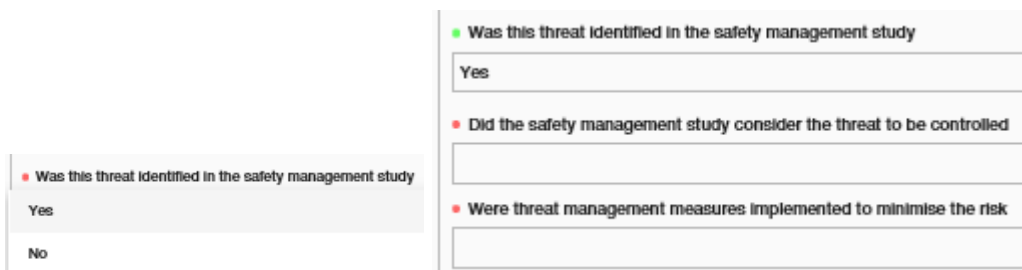 Was this threat identified in the safety management study
Yes
No
Was this threat identified in the safety management study
Yes
Did the safety management study consider the threat to be controlled
Were threat management measures implemented to minimise the risk